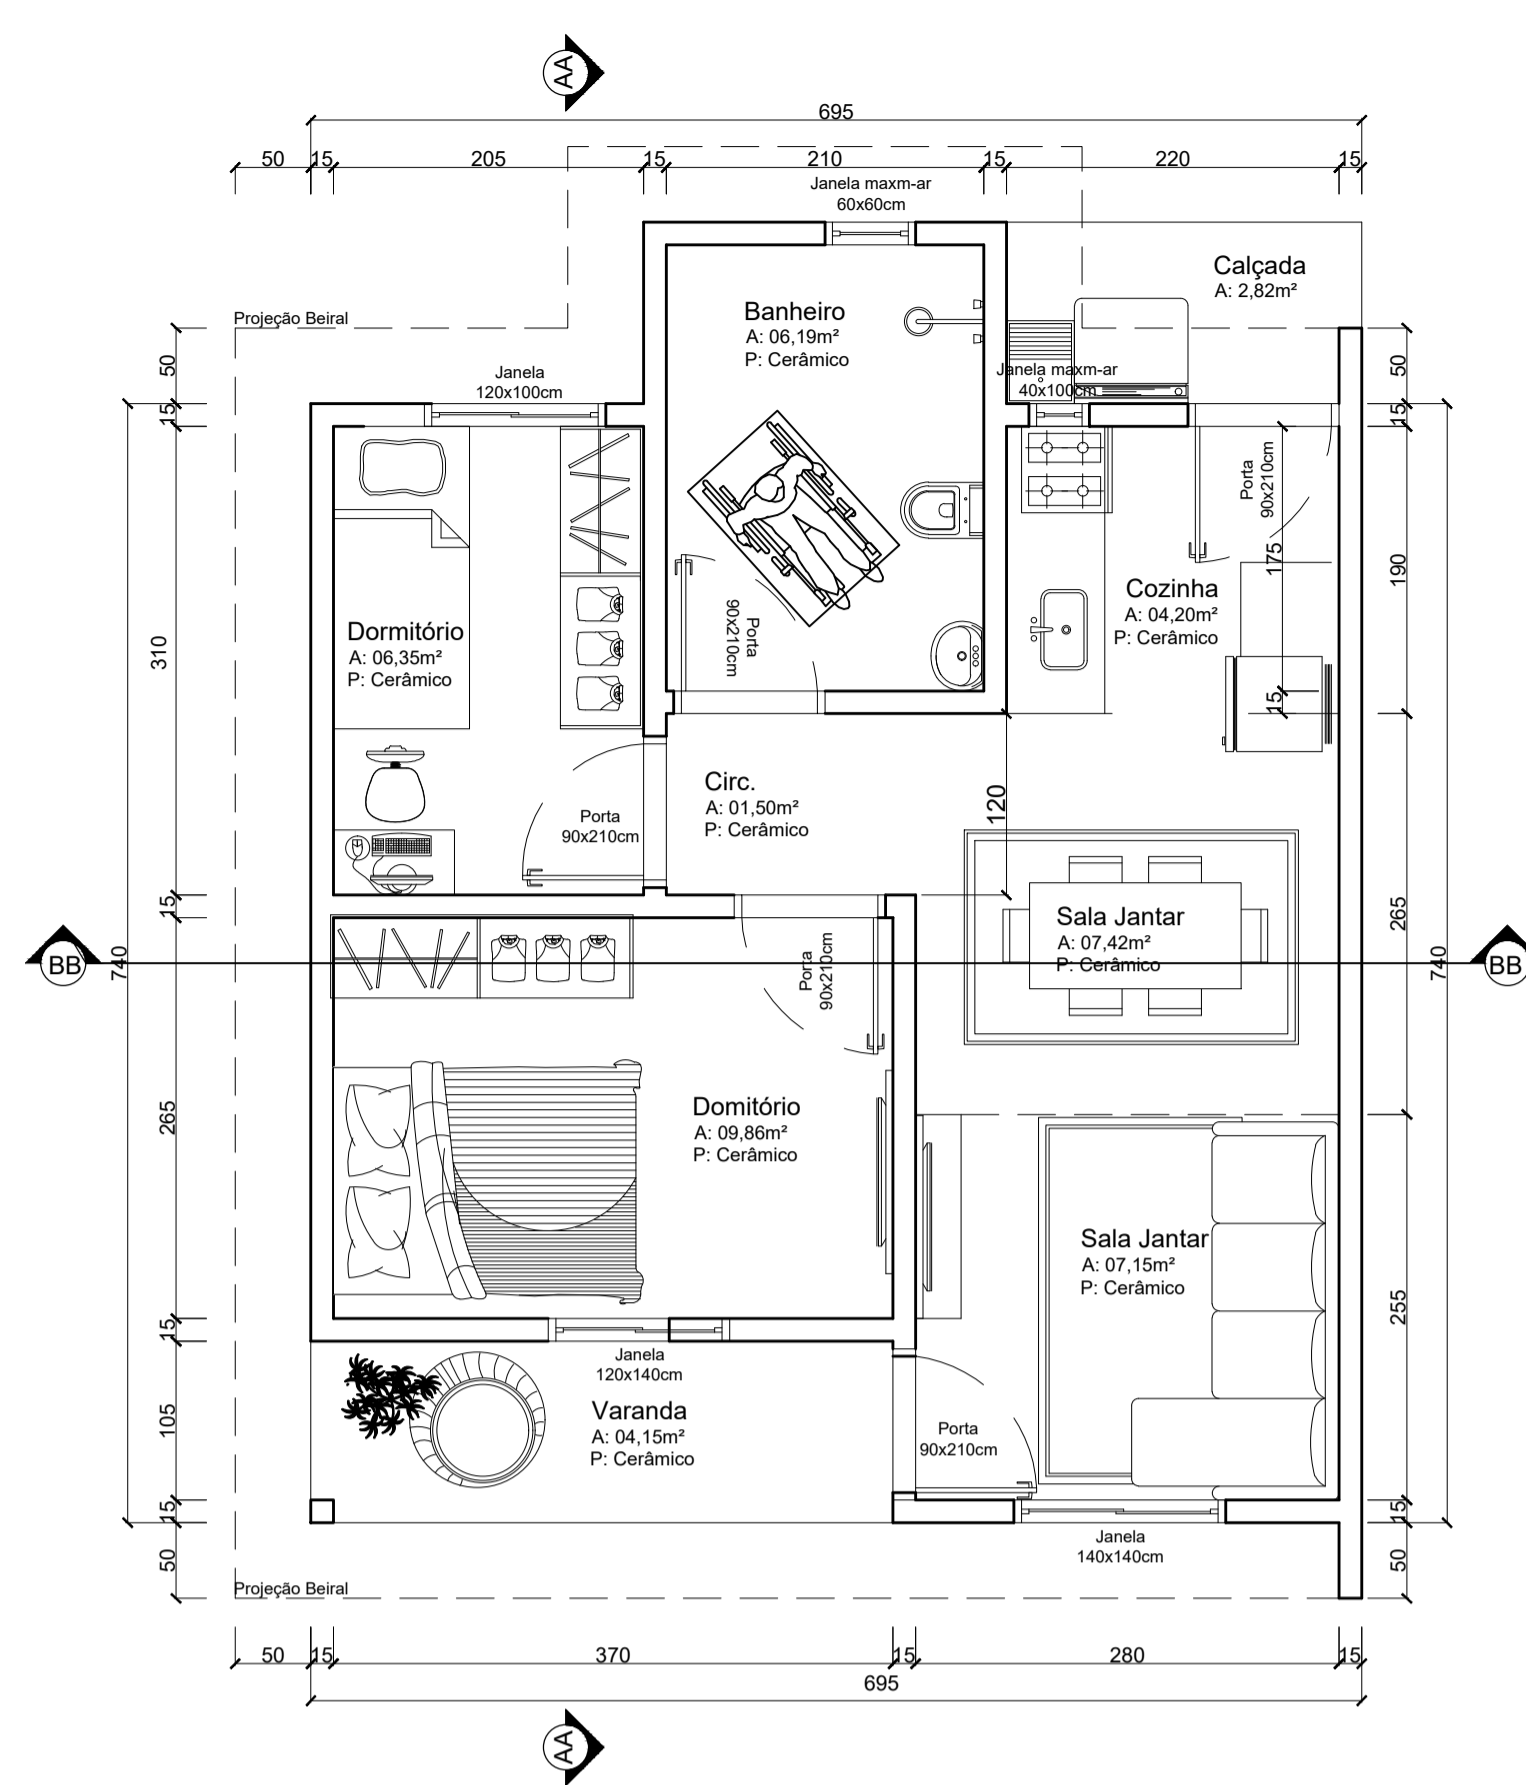 AA
695
50
15
205
15
210
15
220
15
Janela maxm-ar
60x60cm
Calçada
A: 2,82m²
Projeção Beiral
Banheiro
A: 06,19m²
P: Cerâmico
Janela
120x100cm
Janela maxm-ar
40x100cm
50
15
310
15
265
15
105
15
50
740
50
15
190
265
255
15
50
740
Porta
90x210cm
175
15
Cozinha
A: 04,20m²
P: Cerâmico
Porta
90x210cm
Dormitório
A: 06,35m²
P: Cerâmico
Circ.
A: 01,50m²
P: Cerâmico
120
Porta
90x210cm
BB
BB
Sala Jantar
A: 07,42m²
P: Cerâmico
Porta
90x210cm
Domitório
A: 09,86m²
P: Cerâmico
Sala Jantar
A: 07,15m²
P: Cerâmico
Janela
120x140cm
Varanda
A: 04,15m²
P: Cerâmico
Porta
90x210cm
Janela
140x140cm
Projeção Beiral
50
15
370
15
280
15
695
AA